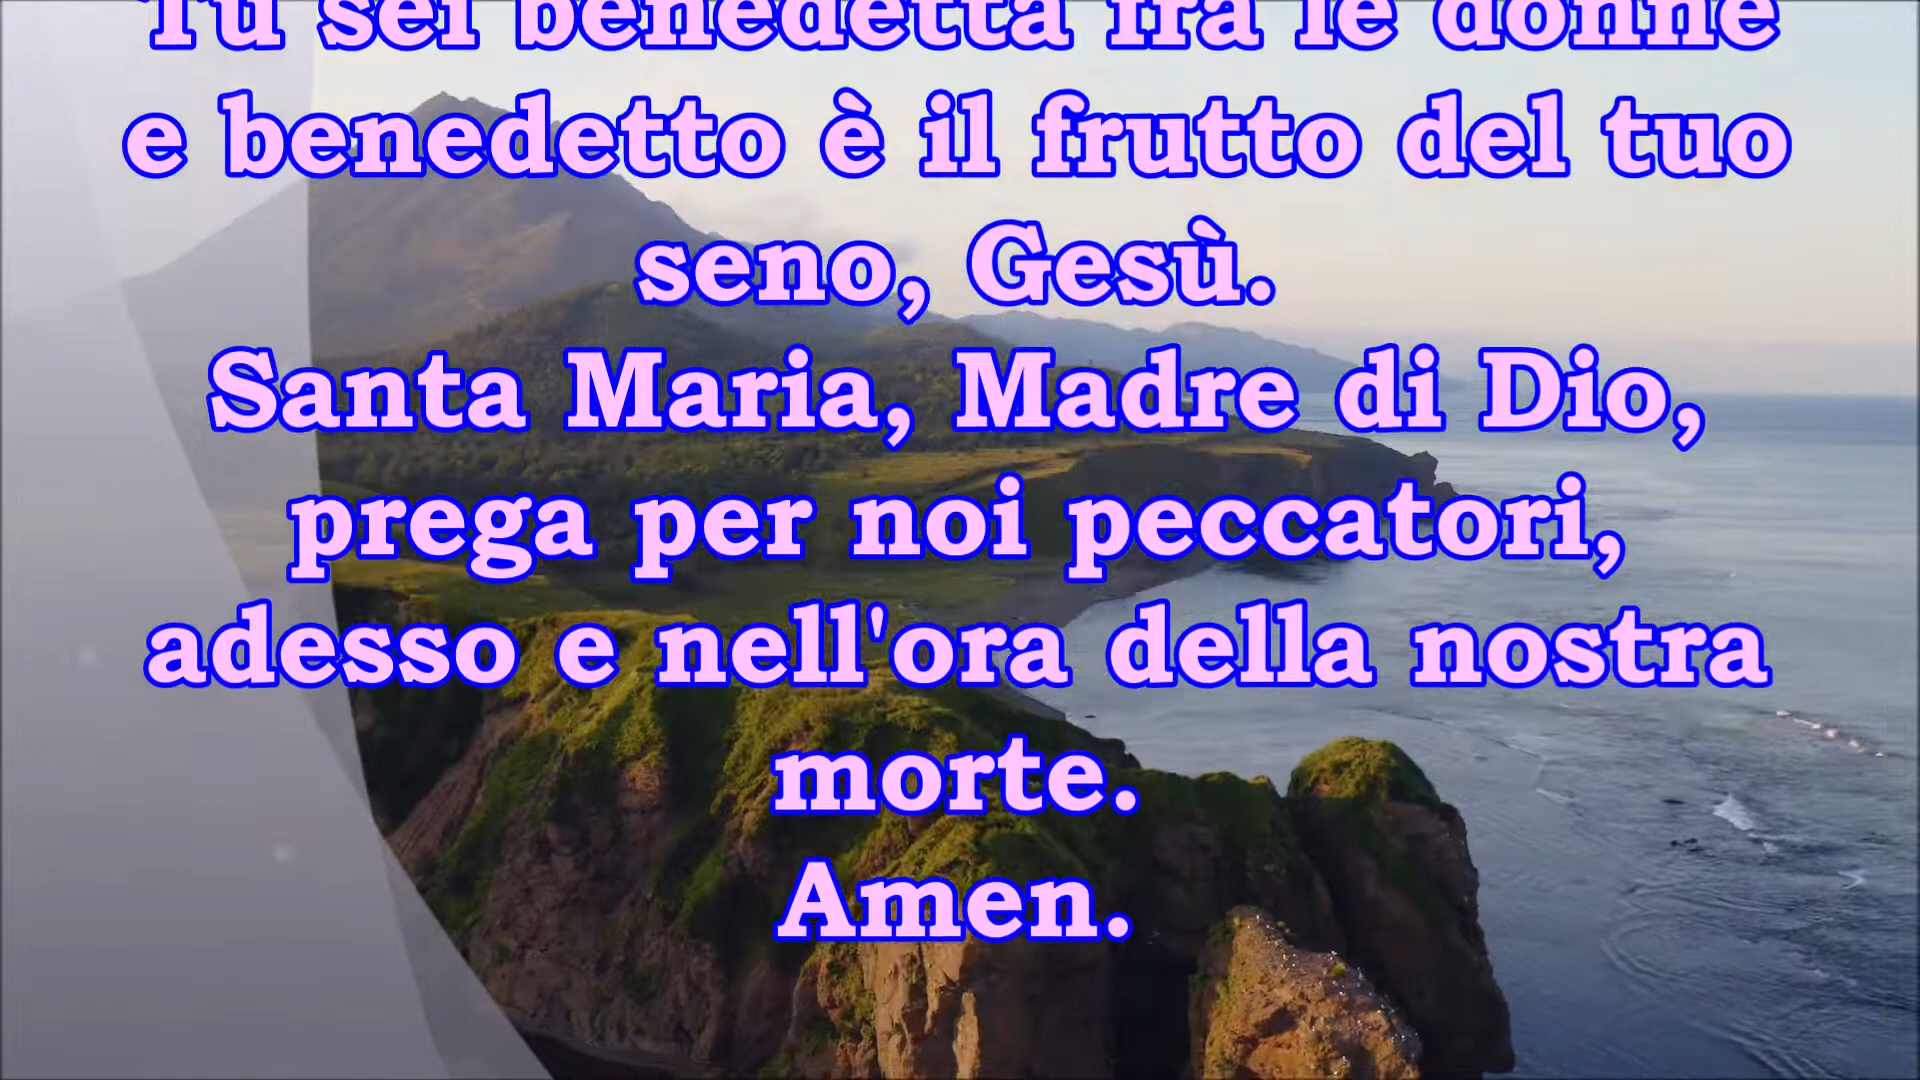 Tu sei benedetta fra le donne
e benedetto è il frutto del tuo
seno, Gesù.
Santa Maria, Madre di Dio,
prega per noi peccatori,
adesso e nell'ora della nostra
morte.
Amen.